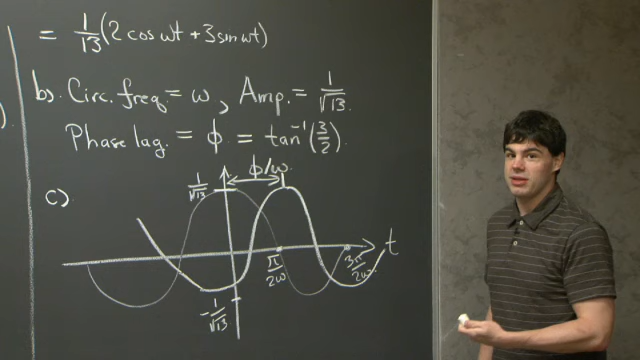 = 1/13 (2 cos ωt + 3 sin ωt)
b). Circ. freq. = ω, Amp. = 1/√13.
Phase lag. = ϕ = tan⁻¹(3/2).
c)
ϕ/ω
1/√13
t
π/2ω
3π/2ω
-1/√13
).